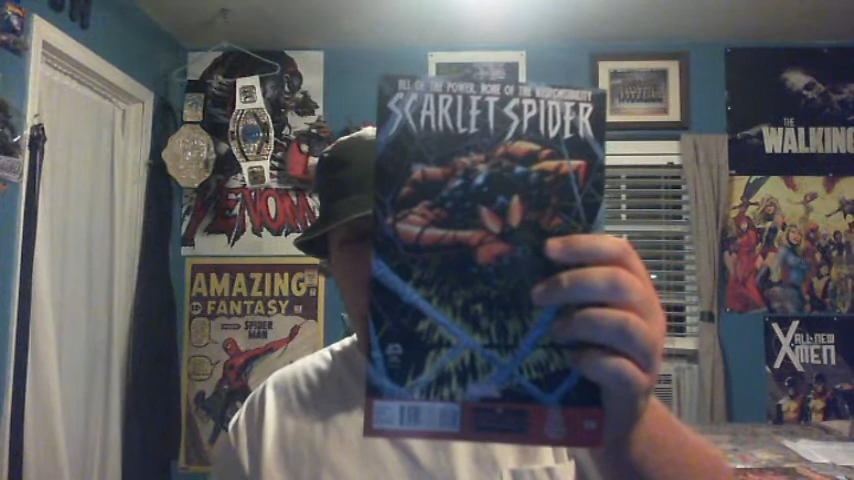 ALL OF THE POWER. NONE OF THE RESPONSIBILITY.
SCARLET SPIDER
VENOM
AMAZING
FANTASY
SPIDER
MAN
THE
WALKING
ALL-NEW
X-MEN